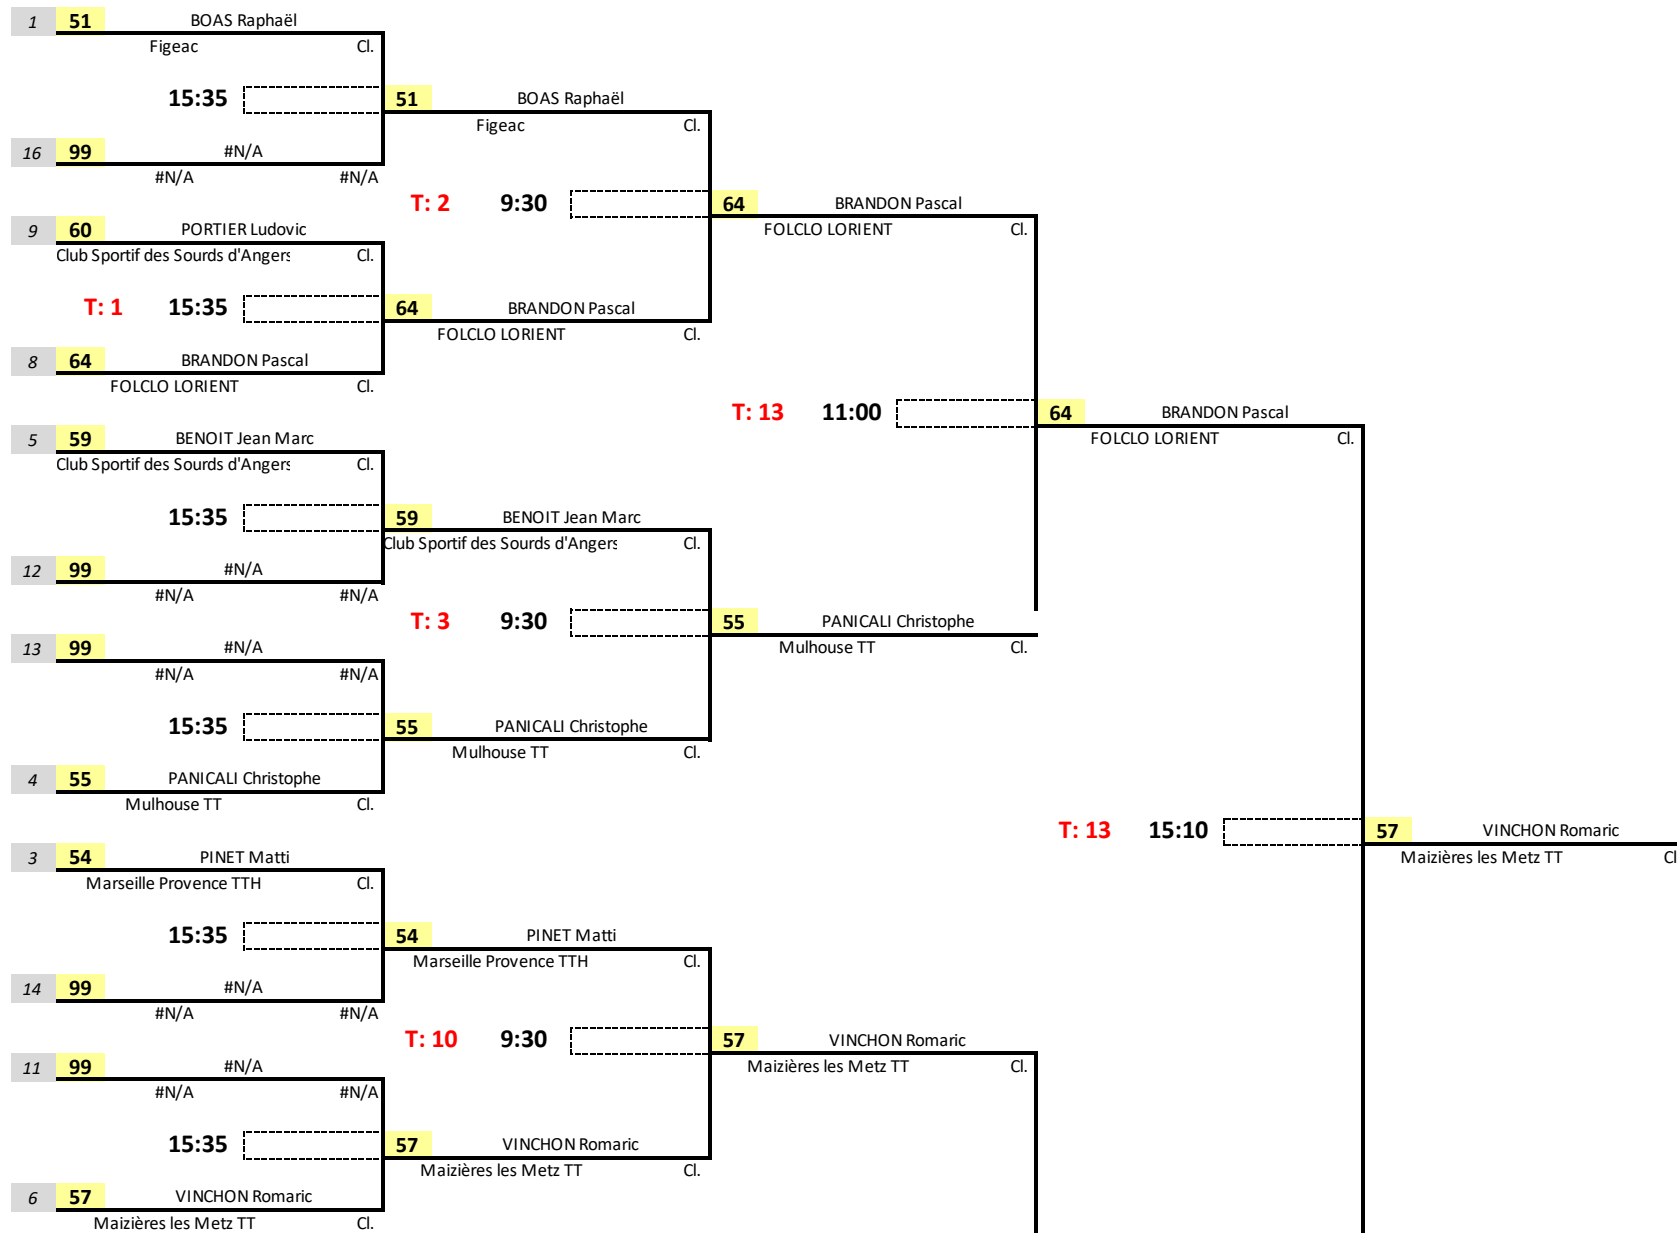 1 51 BOAS Raphaël
Figeac Cl.
15:35 51 BOAS Raphaël
Figeac Cl.
16 99 #N/A
#N/A #N/A
T: 2 9:30 64 BRANDON Pascal
9 60 PORTIER Ludovic
FOLCLO LORIENT Cl.
Club Sportif des Sourds d'Angers Cl.
T: 1 15:35 64 BRANDON Pascal
FOLCLO LORIENT Cl.
8 64 BRANDON Pascal
FOLCLO LORIENT Cl.
T: 13 11:00 64 BRANDON Pascal
5 59 BENOIT Jean Marc FOLCLO LORIENT Cl.
Club Sportif des Sourds d'Angers Cl.
15:35 59 BENOIT Jean Marc
Club Sportif des Sourds d'Angers Cl.
12 99 #N/A
#N/A #N/A
T: 3 9:30 55 PANICALI Christophe
13 99 #N/A Mulhouse TT Cl.
#N/A #N/A
15:35 55 PANICALI Christophe
Mulhouse TT Cl.
4 55 PANICALI Christophe
Mulhouse TT Cl.
T: 13 15:10 57 VINCHON Romaric
3 54 PINET Matti Maizières les Metz TT Cl
Marseille Provence TTH Cl.
15:35 54 PINET Matti
Marseille Provence TTH Cl.
14 99 #N/A
#N/A #N/A
T: 10 9:30 57 VINCHON Romaric
11 99 #N/A Maizières les Metz TT Cl.
#N/A #N/A
15:35 57 VINCHON Romaric
Maizières les Metz TT Cl.
6 57 VINCHON Romaric
Maizières les Metz TT Cl.